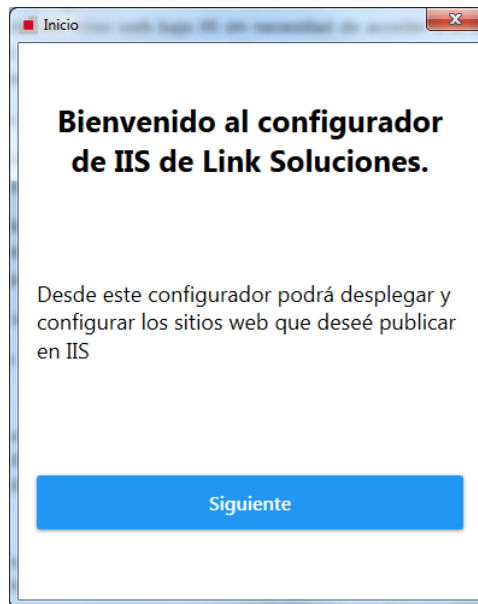 Inicio
Bienvenido al configurador
de IIS de Link Soluciones.
Desde este configurador podrá desplegar y
configurar los sitios web que deseé publicar
en IIS
Siguiente